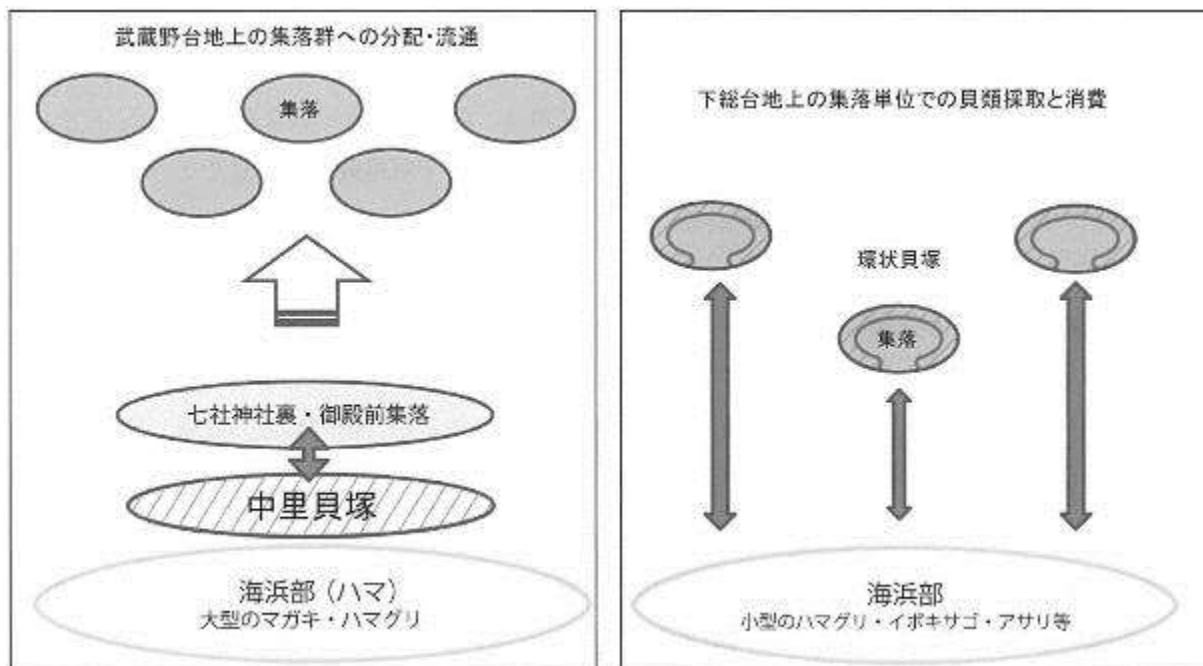 武蔵野台地上の集落群への分配・流通
集落
七社神社裏・御殿前集落
中里貝塚
海浜部（ハマ）
大型のマガキ・ハマグリ
下総台地上の集落単位での貝類採取と消費
環状貝塚
集落
海浜部
小型のハマグリ・イボキサゴ・アサリ等